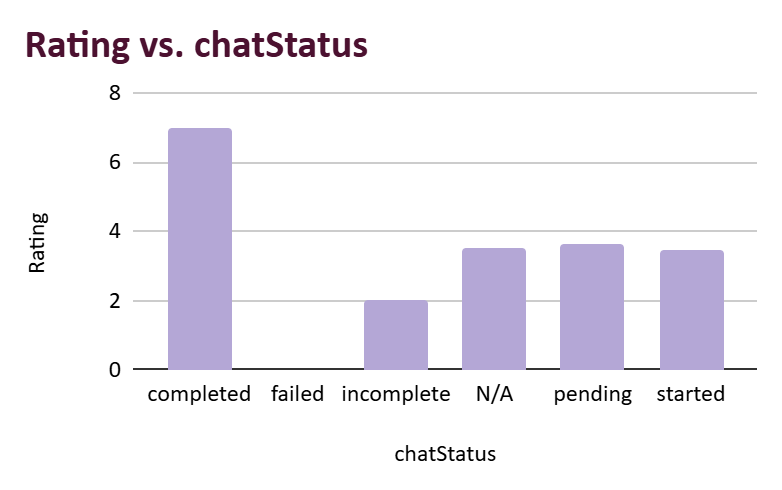 Rating vs. chatStatus
8
6
4
2
0
Rating
completed failed incomplete N/A pending started
chatStatus